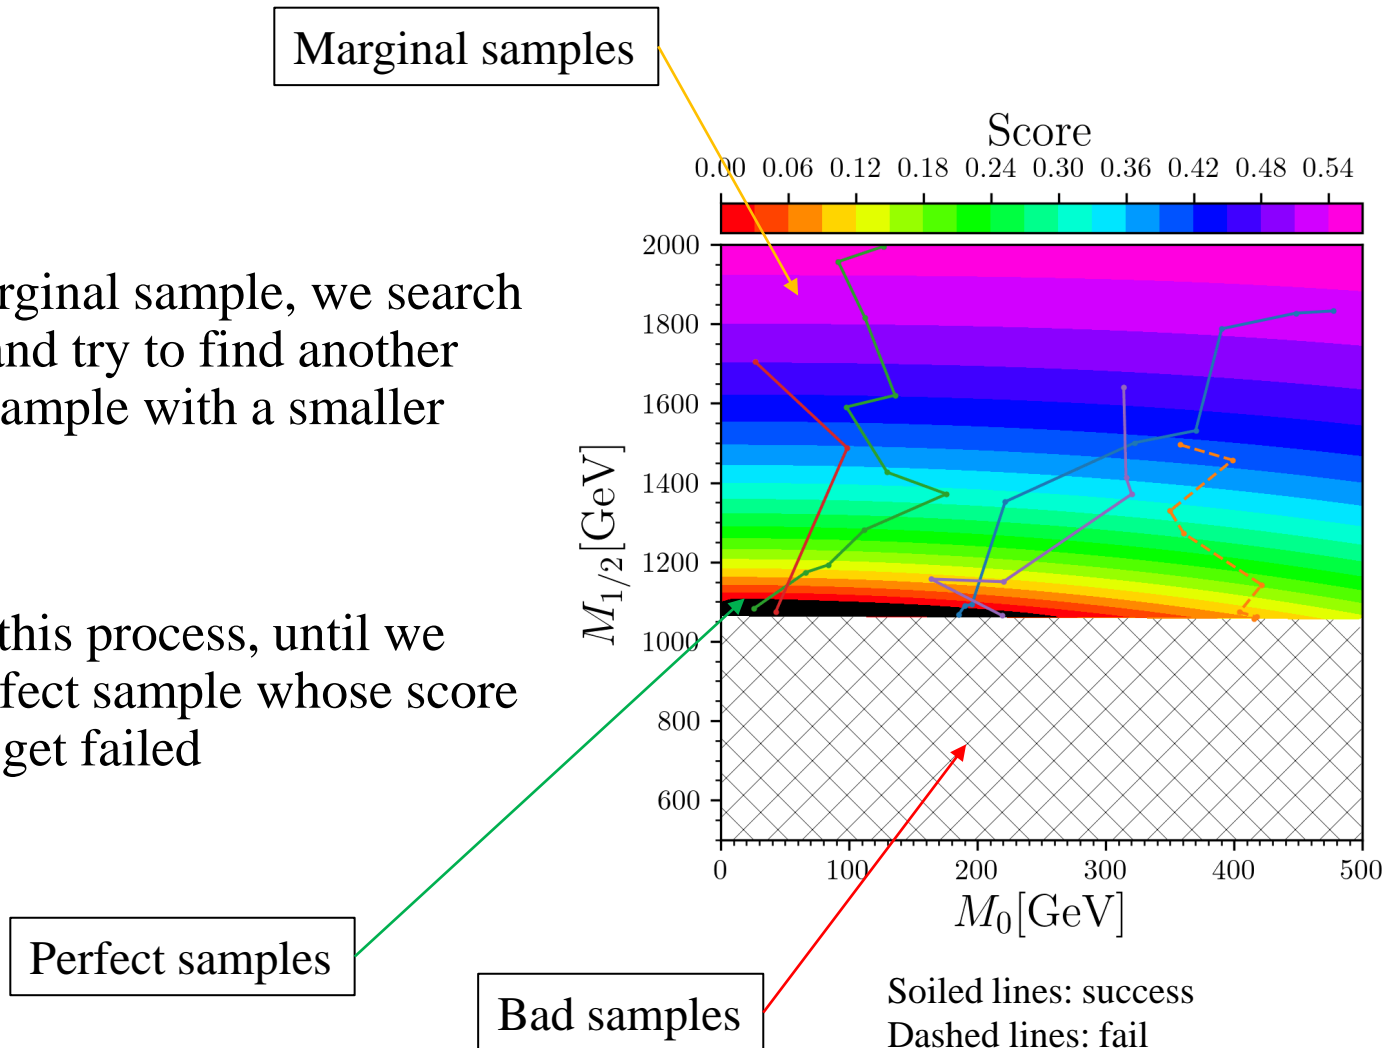 Marginal samples
Score
0.00 0.06 0.12 0.18 0.24 0.30 0.36 0.42 0.48 0.54
rginal sample, we search
and try to find another
ample with a smaller
this process, until we
fect sample whose score
get failed
M1/2[GeV]
2000
1800
1600
1400
1200
1000
800
600
0 100 200 300 400 500
M0[GeV]
Perfect samples
Bad samples
Soiled lines: success
Dashed lines: fail